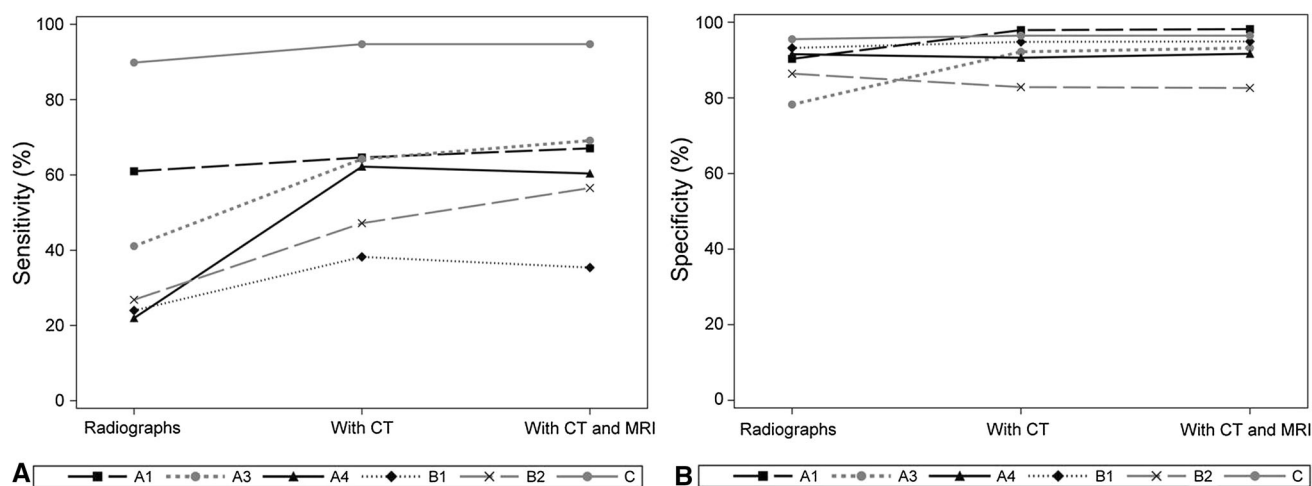 100
80
60
40
20
0
Sensitivity (%)
Radiographs With CT With CT and MRI
A A1 A3 A4 B1 B2 C
100
80
60
40
20
0
Specificity (%)
Radiographs With CT With CT and MRI
B A1 A3 A4 B1 B2 C